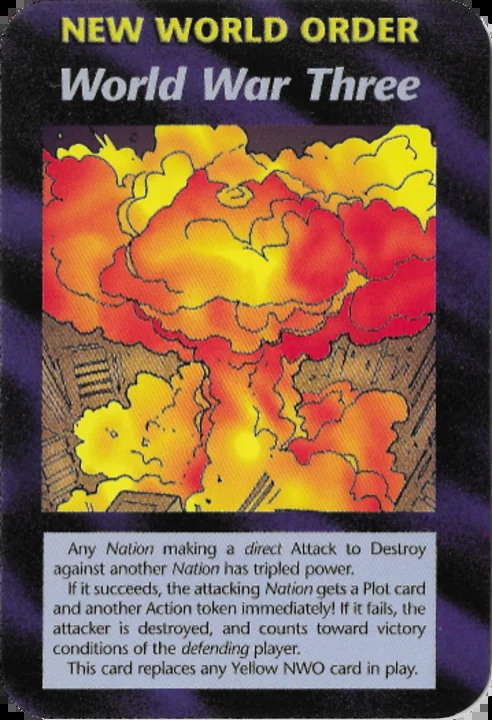 NEW WORLD ORDER
World War Three
Any Nation making a direct Attack to Destroy
against another Nation has tripled power.
If it succeeds, the attacking Nation gets a Plot card
and another Action token immediately! If it fails, the
attacker is destroyed, and counts toward victory
conditions of the defending player.
This card replaces any Yellow NWO card in play.